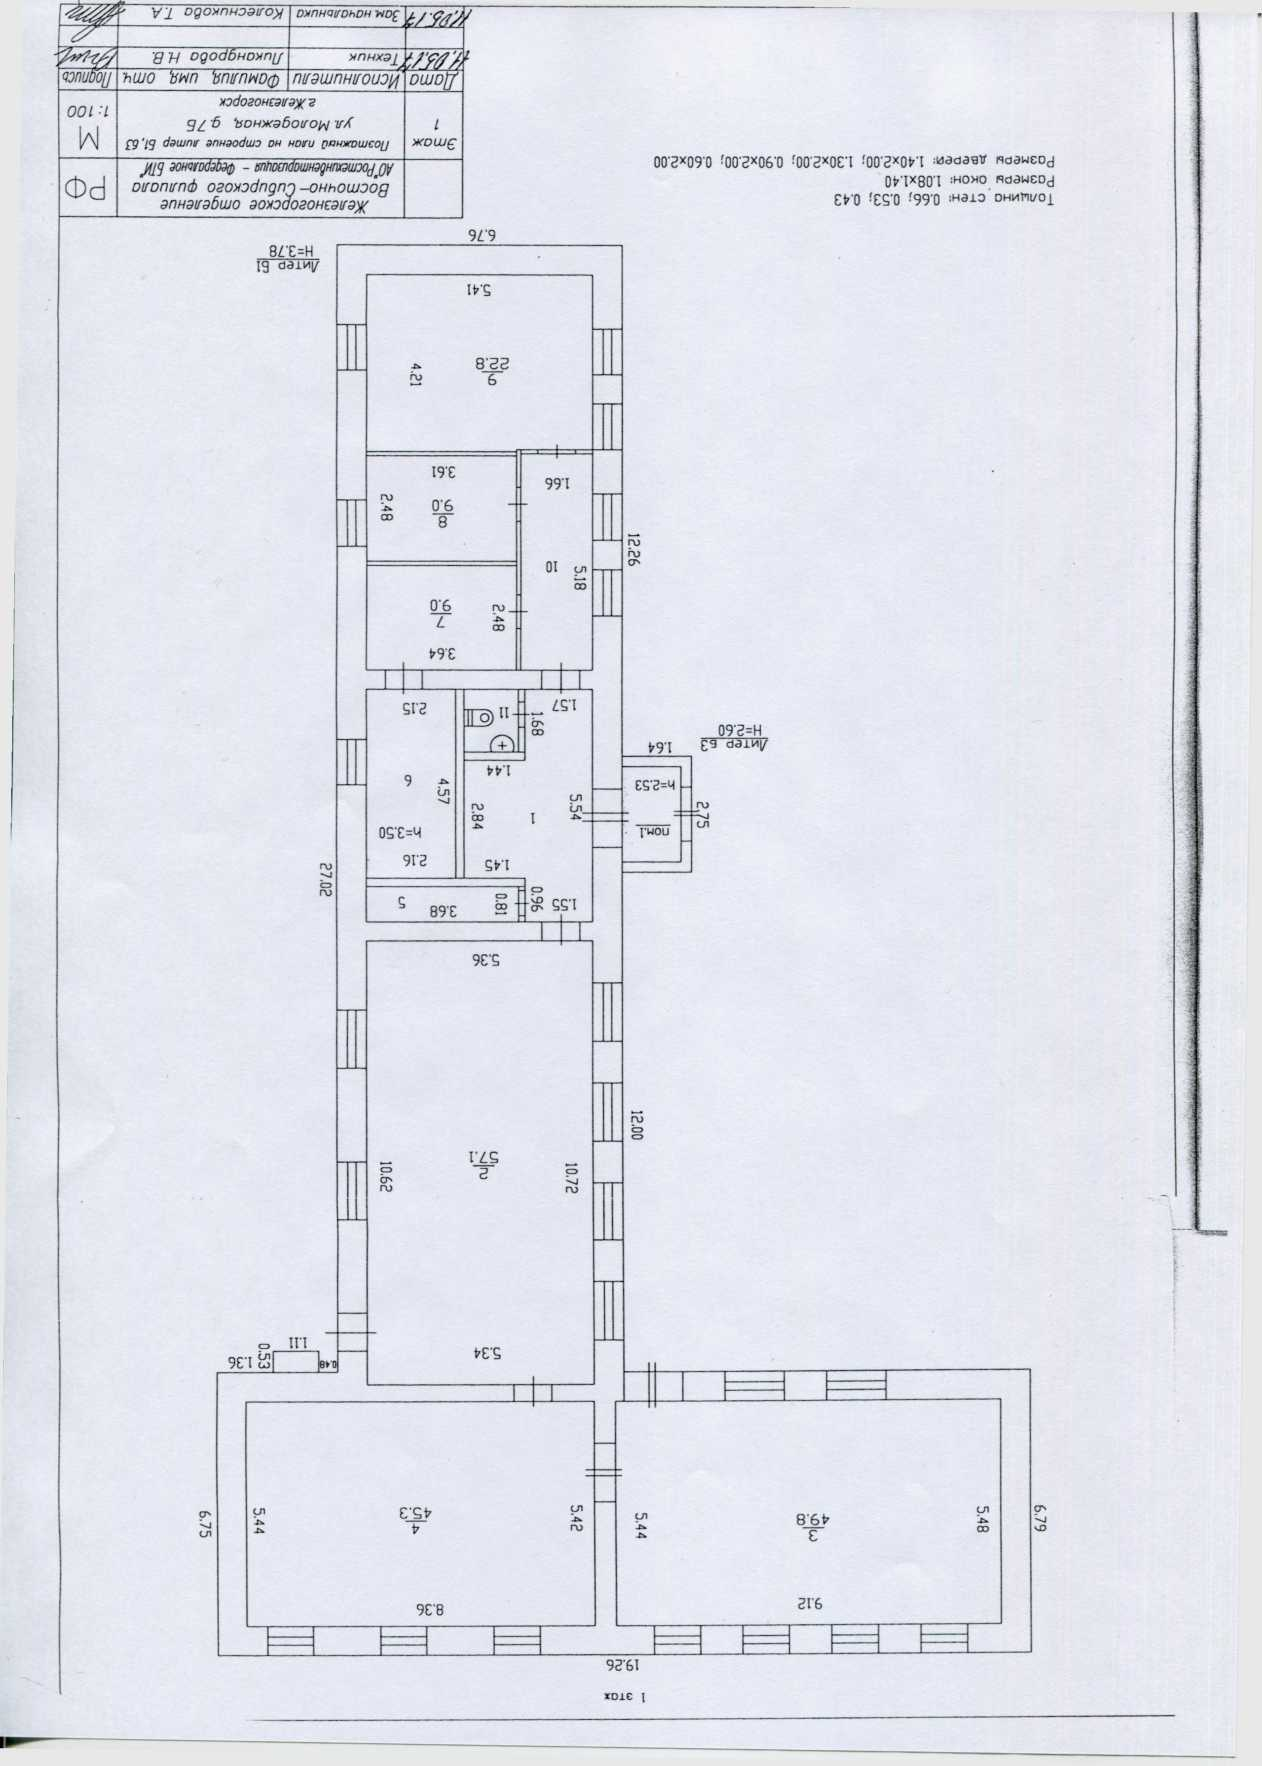 1 этаж
19.26
9.12
8.36
6.79
5.48
3
49.8
5.44
5.42
4
45.3
5.44
6.75
5.34
0.48
1.11
0.53
1.36
12.00
10.72
2
57.1
10.62
5.36
27.02
1.55
0.96
0.81
3.68
5
1.45
2.16
h=3.50
2.75
пом.1
h=2.53
5.54
1
2.84
4.57
6
1.64
Литер Б3
H=2.60
1.44
1.68
11
1.57
2.15
3.64
7
9.0
2.48
5.18
10
12.26
8
9.0
2.48
1.66
3.61
9
22.8
4.21
5.41
6.76
Литер Б1
H=3.78
Толщина стен: 0.66; 0.53; 0.43
Размеры окон: 1.08х1.40
Размеры дверей: 1.40х2.00; 1.30х2.00; 0.90х2.00; 0.60х2.00
Железногорское отделение
Восточно-Сибирского филиала
АО"Ростехинвентаризация - Федеральное БТИ"
РФ
Этаж
1
Поэтажный план на строение литер Б1, Б3
ул.Молодежная, д.7Б
г.Железногорск
М
1:100
Дата
Исполнители
Фамилия, имя, отч.
Подпись
11.05.17
Техник
Никандрова Н.В.
11.05.17
Зам. начальника
Колесникова Т.А.